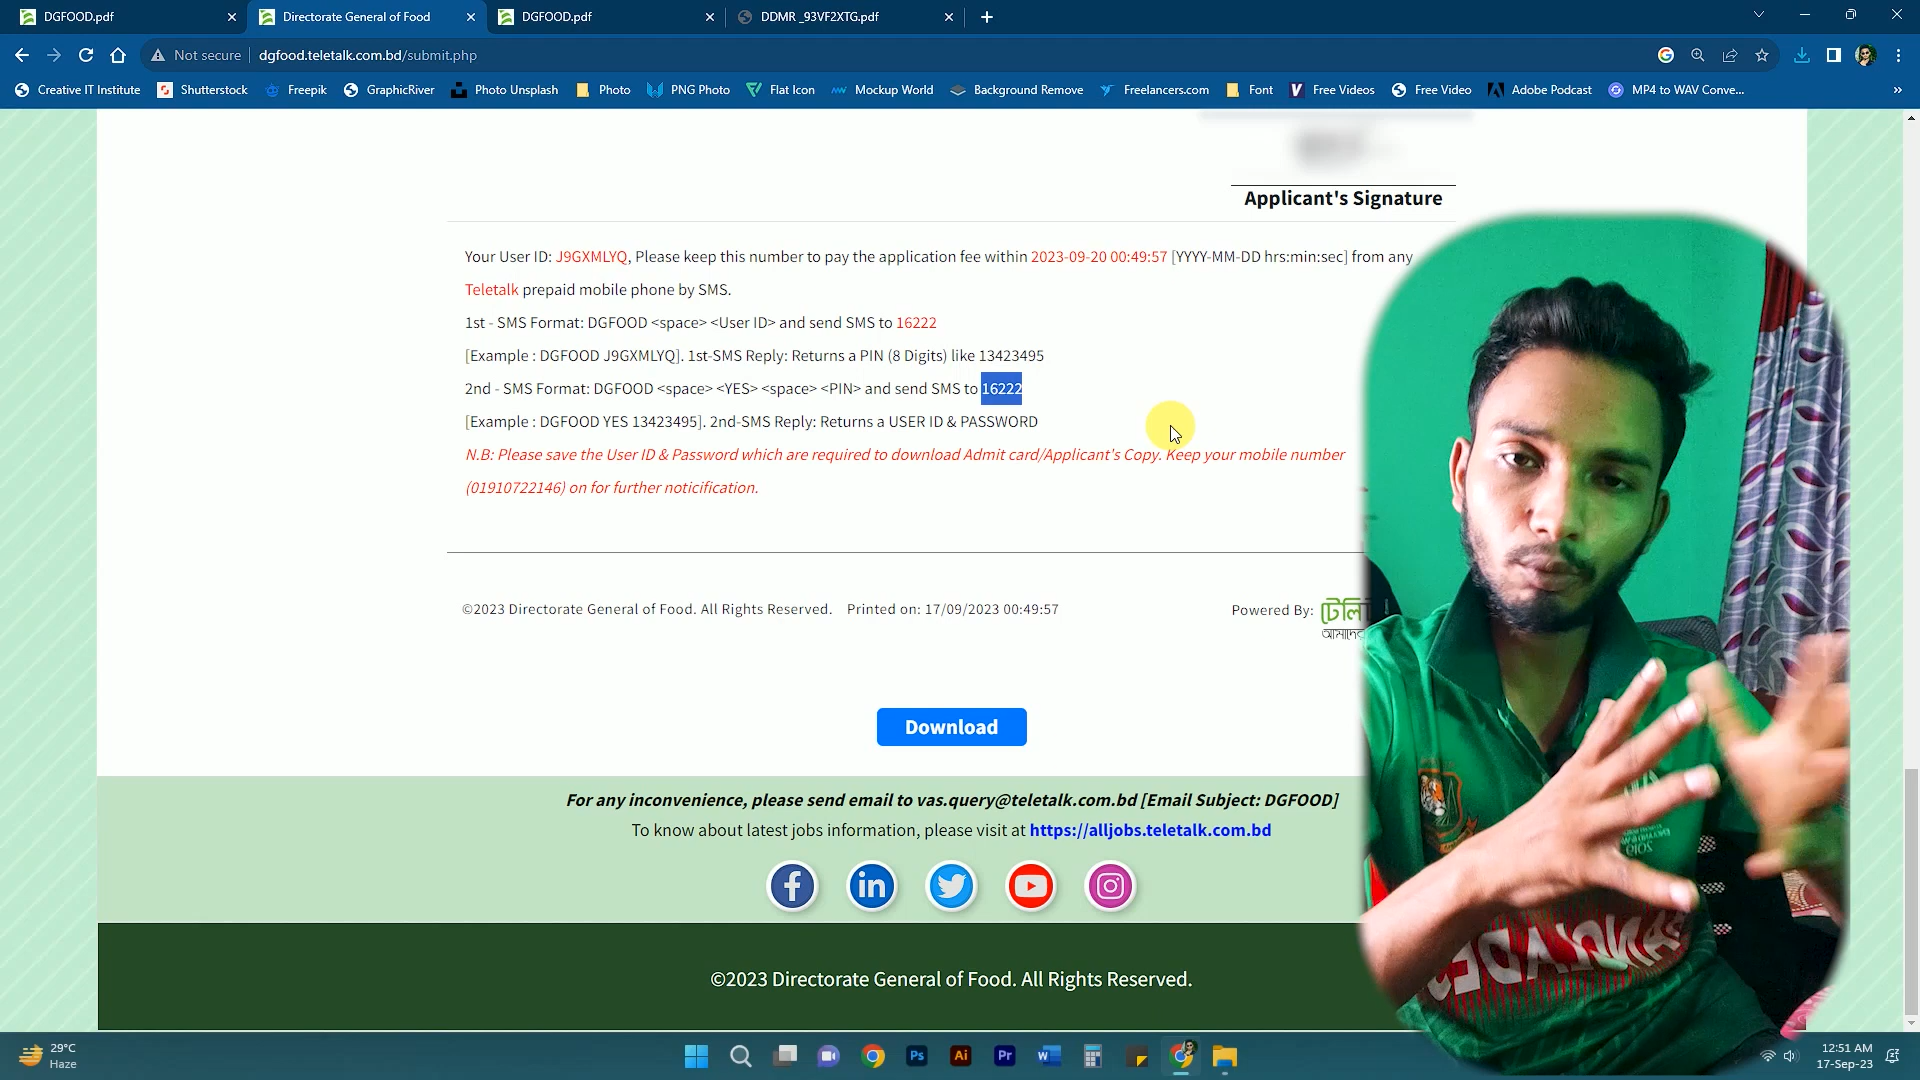 DGFOOD.pdf
Directorate General of Food
DGFOOD.pdf
DDMR _93VF2XTG.pdf
Not secure
dgfood.teletalk.com.bd/submit.php
Creative IT Institute
Shutterstock
Freepik
GraphicRiver
Photo Unsplash
Photo
PNG Photo
Flat Icon
Mockup World
Background Remove
Freelancers.com
Font
Free Videos
Free Video
Adobe Podcast
MP4 to WAV Conve...
Applicant's Signature
Your User ID: J9GXMLYQ, Please keep this number to pay the application fee within 2023-09-20 00:49:57 [YYYY-MM-DD hrs:min:sec] from any
Teletalk prepaid mobile phone by SMS.
1st - SMS Format: DGFOOD <space> <User ID> and send SMS to 16222
[Example : DGFOOD J9GXMLYQ]. 1st-SMS Reply: Returns a PIN (8 Digits) like 13423495
2nd - SMS Format: DGFOOD <space> <YES> <space> <PIN> and send SMS to 16222
[Example : DGFOOD YES 13423495]. 2nd-SMS Reply: Returns a USER ID & PASSWORD
N.B: Please save the User ID & Password which are required to download Admit card/Applicant's Copy. Keep your mobile number
(01910722146) on for further noticification.
©2023 Directorate General of Food. All Rights Reserved. Printed on: 17/09/2023 00:49:57
Powered By:
Download
For any inconvenience, please send email to vas.query@teletalk.com.bd [Email Subject: DGFOOD]
To know about latest jobs information, please visit at https://alljobs.teletalk.com.bd
©2023 Directorate General of Food. All Rights Reserved.
29°C
Haze
Ps
Ai
Pr
12:51 AM
17-Sep-23